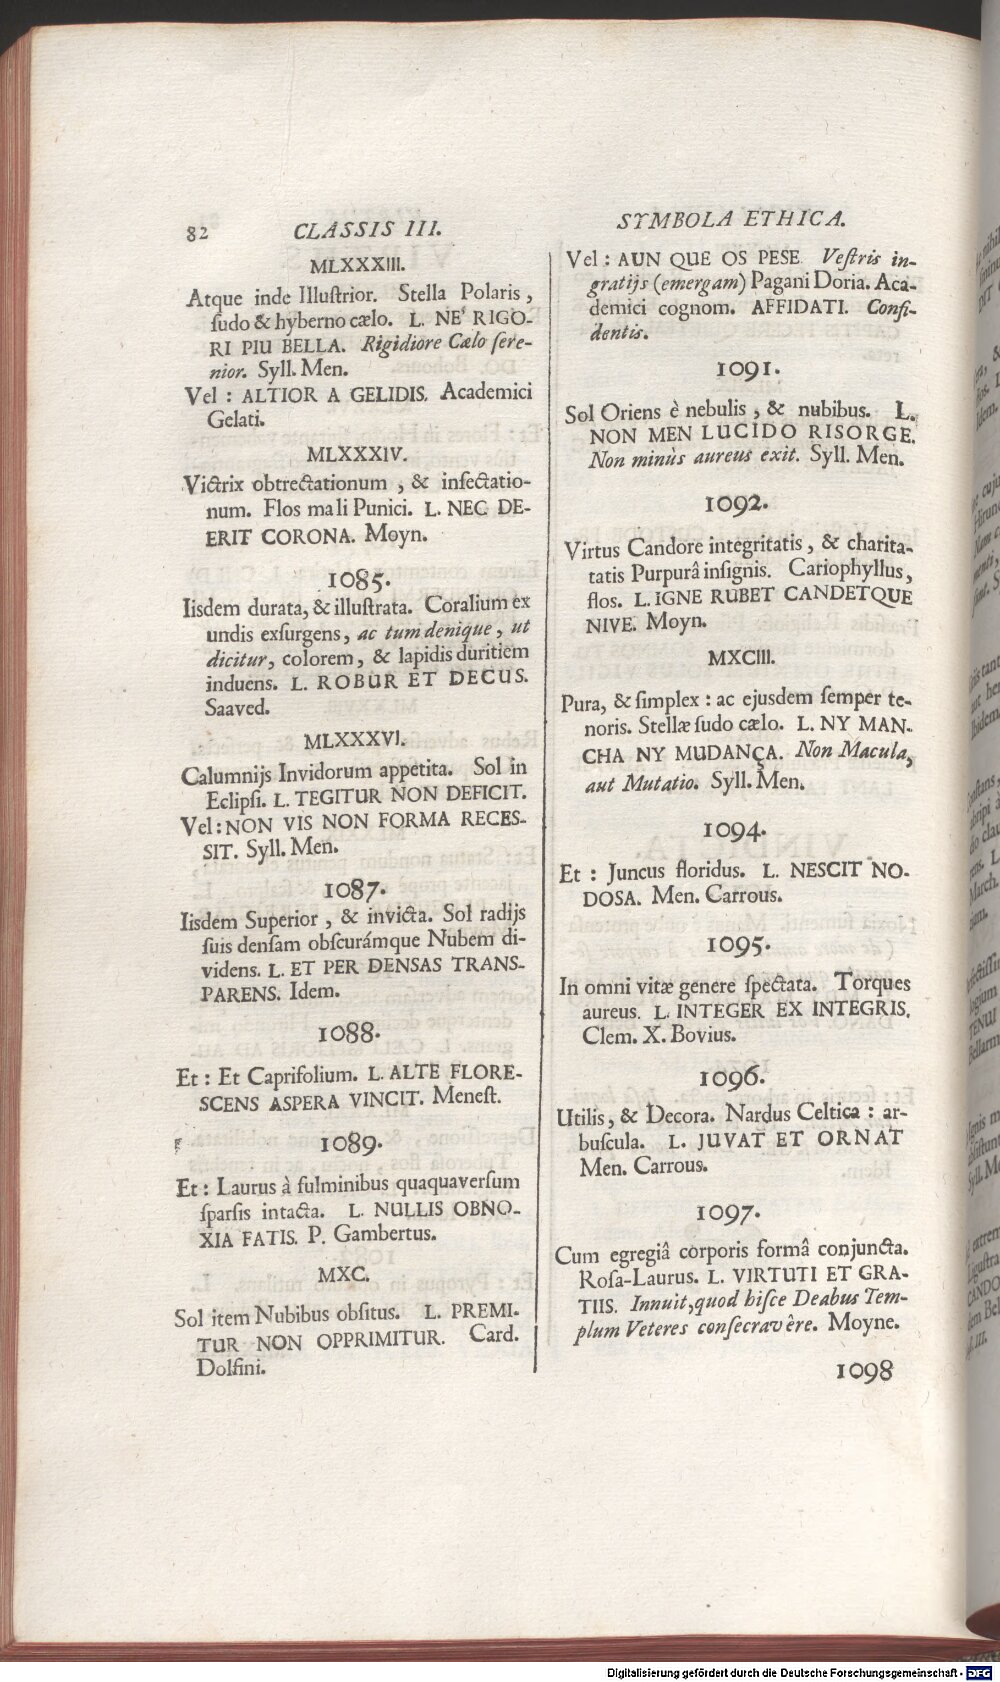 82 CLASSIS III.
MLXXXIII.
Atque inde Illuſtrior. Stella Polaris,
ſudo & hyberno cælo. L. NE' RIGO-
RI PIU BELLA. Rigidiore Cælo ſere-
nior. Syll. Men.
Vel : ALTIOR A GELIDIS. Academici
Gelati.
MLXXXIV.
Victrix obtrectationum, & inſectatio-
num. Flos mali Punici. L. NEC DE-
ERIT CORONA. Moyn.
1085.
Iisdem durata, & illuſtrata. Coralium ex
undis exſurgens, ac tum denique, ut
dicitur, colorem, & lapidis duritiem
induens. L. ROBUR ET DECUS.
Saaved.
MLXXXVI.
Calumnijs Invidorum appetita. Sol in
Eclipſi. L. TEGITUR NON DEFICIT.
Vel: NON VIS NON FORMA RECES-
SIT. Syll. Men.
1087.
Iisdem Superior, & invicta. Sol radijs
ſuis denſam obſcurámque Nubem di-
videns. L. ET PER DENSAS TRANS-
PARENS. Idem.
1088.
Et : Et Caprifolium. L. ALTE FLORE-
SCENS ASPERA VINCIT. Meneſt.
1089.
Et : Laurus à fulminibus quaquaverſum
ſparſis intacta. L. NULLIS OBNO-
XIA FATIS. P. Gambertus.
MXC.
Sol item Nubibus obſitus. L. PREMI-
TUR NON OPPRIMITUR. Card.
Dolfini.
SYMBOLA ETHICA.
Vel : AUN QUE OS PESE. Veſtris in-
gratijs (emergam) Pagani Doria. Aca-
demici cognom. AFFIDATI. Confi-
dentis.
1091.
Sol Oriens è nebulis, & nubibus. L.
NON MEN LUCIDO RISORGE.
Non minùs aureus exit. Syll. Men.
1092.
Virtus Candore integritatis, & charita-
tatis Purpurâ inſignis. Cariophyllus,
flos. L. IGNE RUBET CANDETQUE
NIVE. Moyn.
MXCIII.
Pura, & ſimplex : ac ejusdem ſemper te-
noris. Stellæ ſudo cælo. L. NY MAN-
CHA NY MUDANÇA. Non Macula,
aut Mutatio. Syll. Men.
1094.
Et : Juncus floridus. L. NESCIT NO-
DOSA. Men. Carrous.
1095.
In omni vitæ genere ſpectata. Torques
aureus. L. INTEGER EX INTEGRIS.
Clem. X. Bovius.
1096.
Utilis, & Decora. Nardus Celtica : ar-
buſcula. L. JUVAT ET ORNAT
Men. Carrous.
1097.
Cum egregiâ corporis formâ conjuncta.
Roſa-Laurus. L. VIRTUTI ET GRA-
TIIS. Innuit, quod hiſce Deabus Tem-
plum Veteres conſecravêre. Moyne.
1098
Digitalisierung gefördert durch die Deutsche Forschungsgemeinschaft - DFG